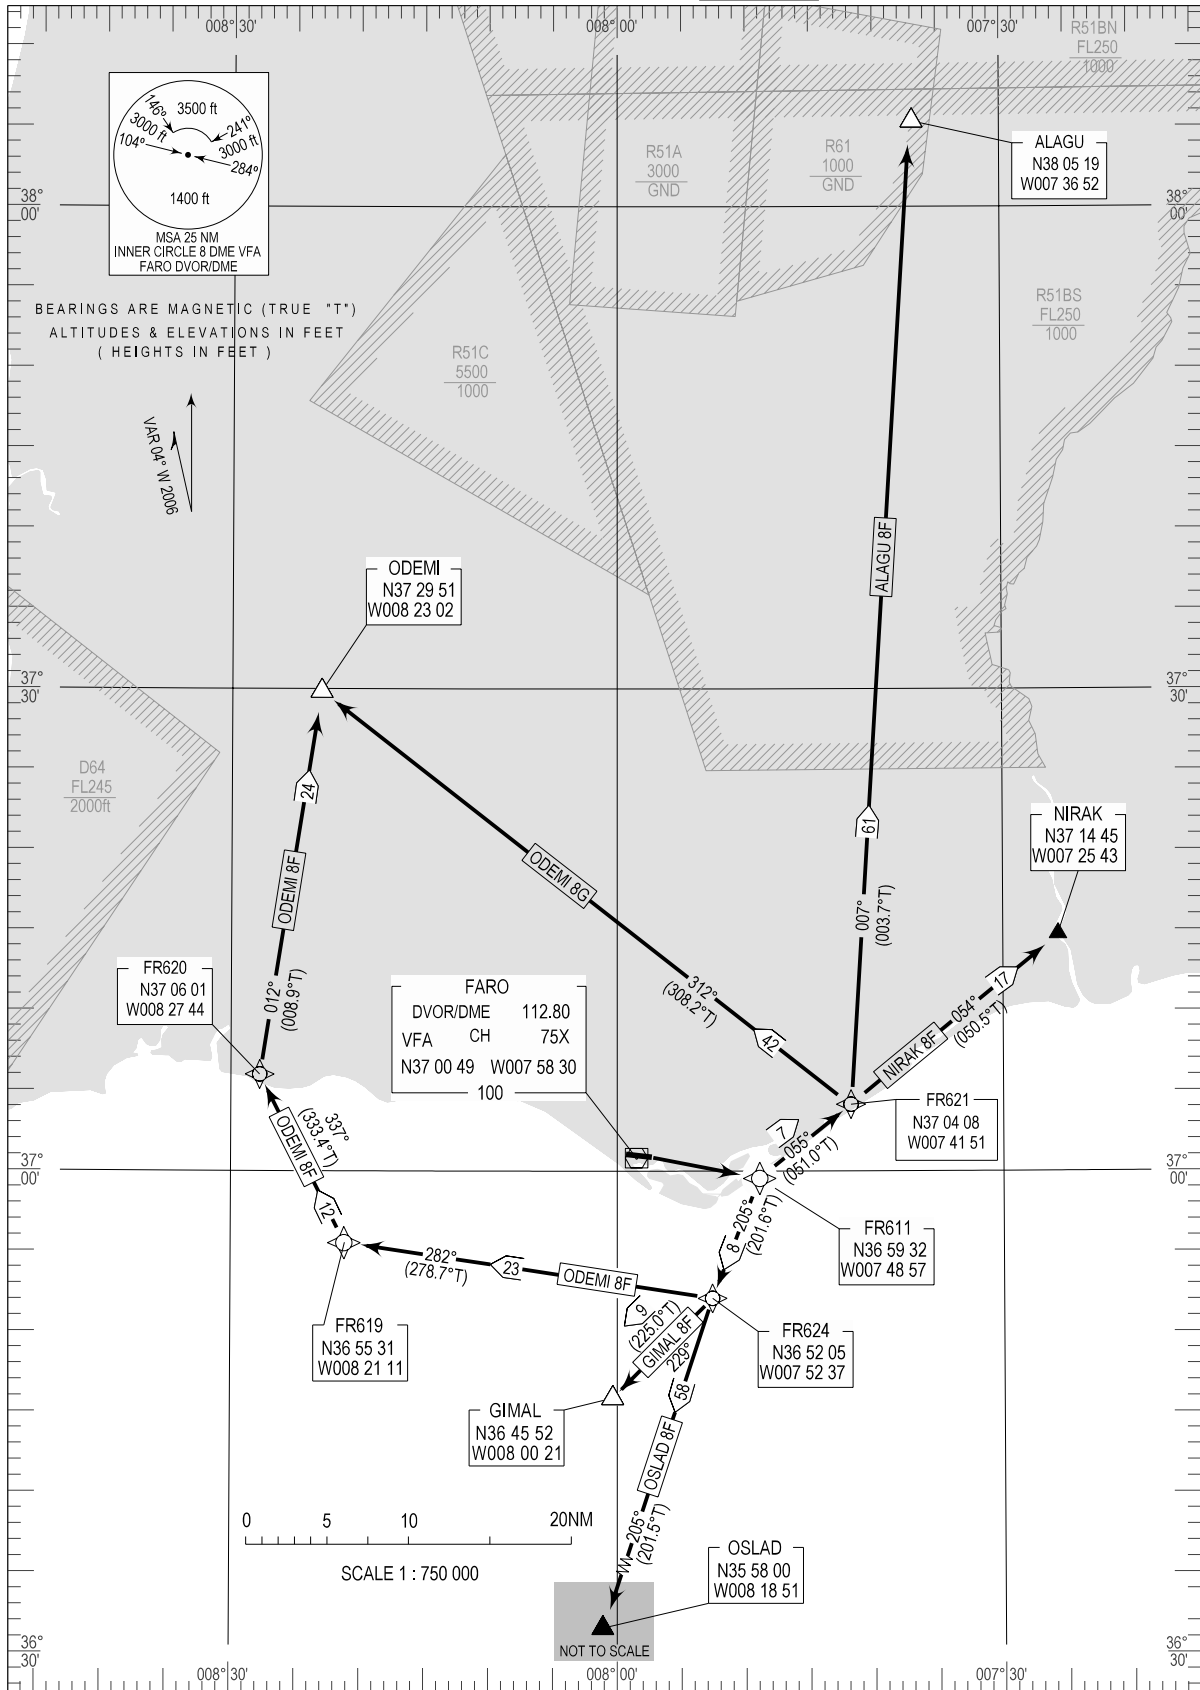 008°30'
008°00'
007°30'
R51BN
FL250
1000
146°
3500 ft
3000 ft
241°
3000 ft
104°
284°
1400 ft
MSA 25 NM
INNER CIRCLE 8 DME VFA
FARO DVOR/DME
R51A
3000
GND
R61
1000
GND
ALAGU
N38 05 19
W007 36 52
38°
00'
38°
00'
BEARINGS ARE MAGNETIC (TRUE "T")
ALTITUDES & ELEVATIONS IN FEET
( HEIGHTS IN FEET )
R51BS
FL250
1000
R51C
5500
1000
VAR 04° W 2006
ALAGU 8F
ODEMI
N37 29 51
W008 23 02
37°
30'
37°
30'
D64
FL245
2000ft
24
61
NIRAK
N37 14 45
W007 25 43
ODEMI 8F
ODEMI 8G
007°
(003.7°T)
FR620
N37 06 01
W008 27 44
012°
(008.9°T)
FARO
DVOR/DME 112.80
VFA CH 75X
N37 00 49 W007 58 30
100
312°
(308.2°T)
42
17
054°
(050.5°T)
NIRAK 8F
FR621
N37 04 08
W007 41 51
337°
(333.4°T)
ODEMI 8F
12
7
055°
(051.0°T)
37°
00'
37°
00'
FR611
N36 59 32
W007 48 57
205°
(201.6°T)
8
282°
(278.7°T)
23
ODEMI 8F
FR619
N36 55 31
W008 21 11
9
(225.0°T)
GIMAL 8F
229°
FR624
N36 52 05
W007 52 37
58
GIMAL
N36 45 52
W008 00 21
OSLAD 8F
205°
(201.5°T)
0 5 10 20NM
SCALE 1 : 750 000
OSLAD
N35 58 00
W008 18 51
NOT TO SCALE
36°
30'
36°
30'
008°30'
008°00'
007°30'